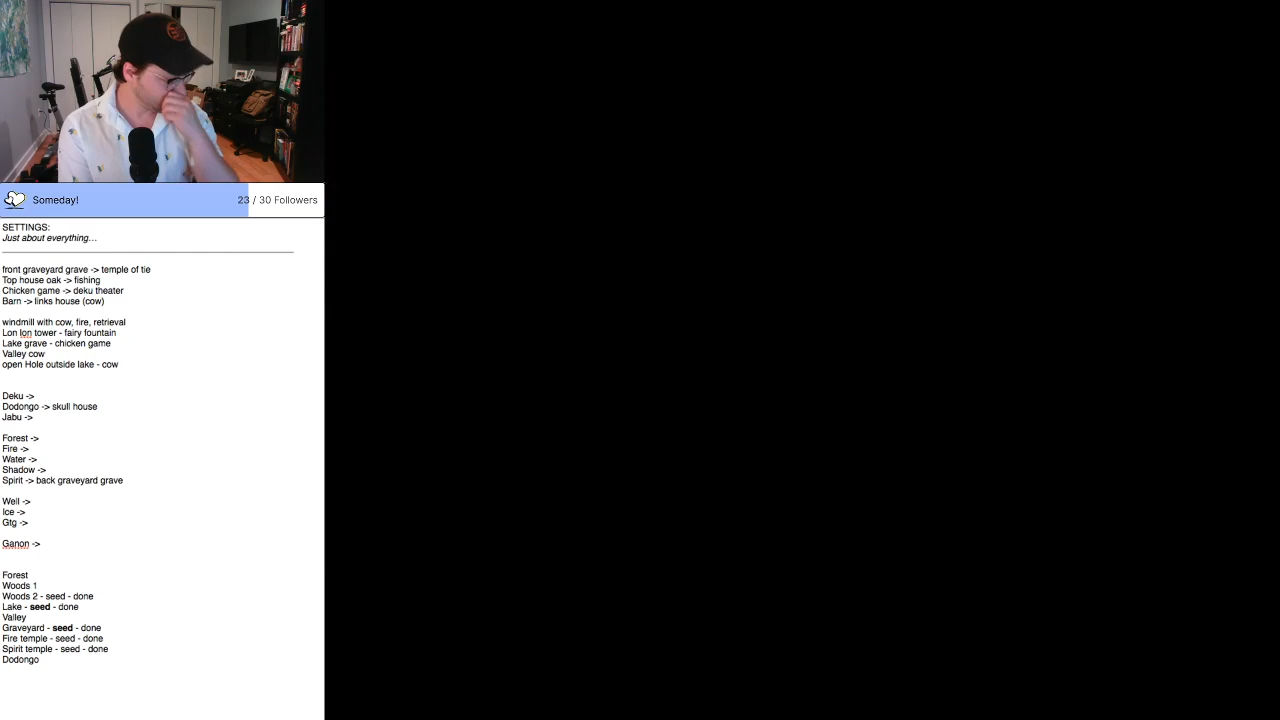 Someday!
23 / 30 Followers
SETTINGS:
Just about everything...
front graveyard grave -> temple of tie
Top house oak -> fishing
Chicken game -> deku theater
Barn -> links house (cow)
windmill with cow, fire, retrieval
Lon lon tower - fairy fountain
Lake grave - chicken game
Valley cow
open Hole outside lake - cow
Deku ->
Dodongo -> skull house
Jabu ->
Forest ->
Fire ->
Water ->
Shadow ->
Spirit -> back graveyard grave
Well ->
Ice ->
Gtg ->
Ganon ->
Forest
Woods 1
Woods 2 - seed - done
Lake - seed - done
Valley
Graveyard - seed - done
Fire temple - seed - done
Spirit temple - seed - done
Dodongo